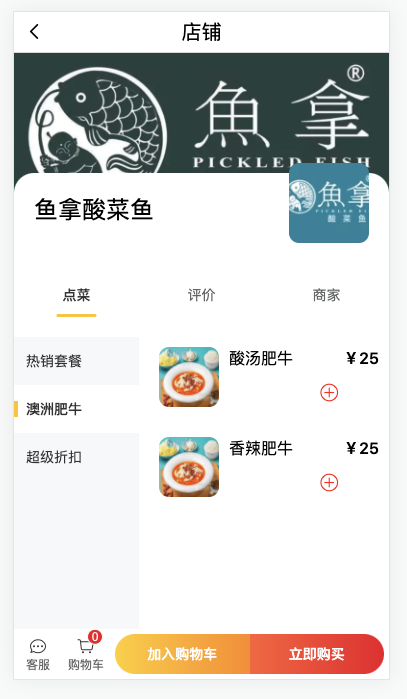 店铺
魚拿®
PICKLED FISH
鱼拿酸菜鱼
魚拿
酸菜鱼
点菜 评价 商家
热销套餐
澳洲肥牛
超级折扣
酸汤肥牛 ¥25
香辣肥牛 ¥25
0
客服 购物车 加入购物车 立即购买